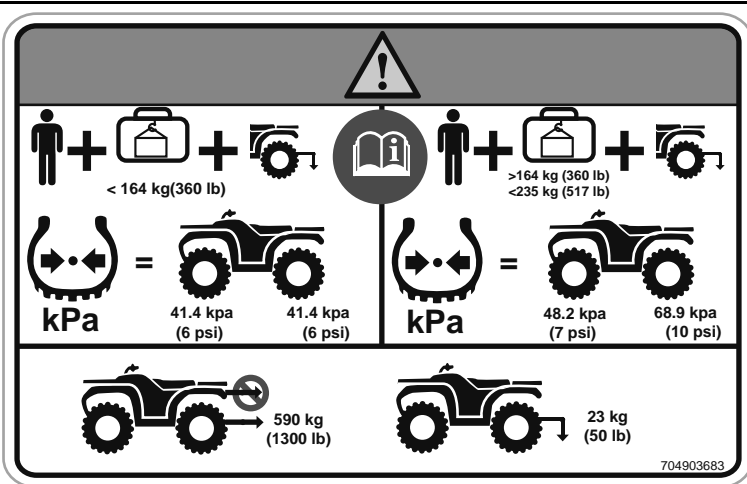 i
< 164 kg(360 lb)
>164 kg (360 lb)
<235 kg (517 lb)
kPa
=
41.4 kpa
(6 psi)
41.4 kpa
(6 psi)
kPa
=
48.2 kpa
(7 psi)
68.9 kpa
(10 psi)
590 kg
(1300 lb)
23 kg
(50 lb)
704903683